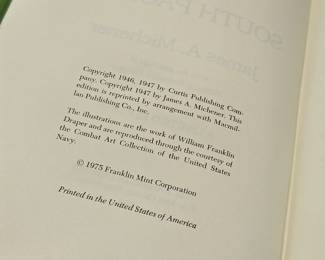 Copyright 1946, 1947 by Curtis Publishing Com-
pany. Copyright 1947 by James A. Michener. This
edition is reprinted by arrangement with Macmil-
lan Publishing Co., Inc.
The illustrations are the work of William Franklin
Draper and are reproduced through the courtesy of
the Combat Art Collection of the United States
Navy.
© 1975 Franklin Mint Corporation
Printed in the United States of America